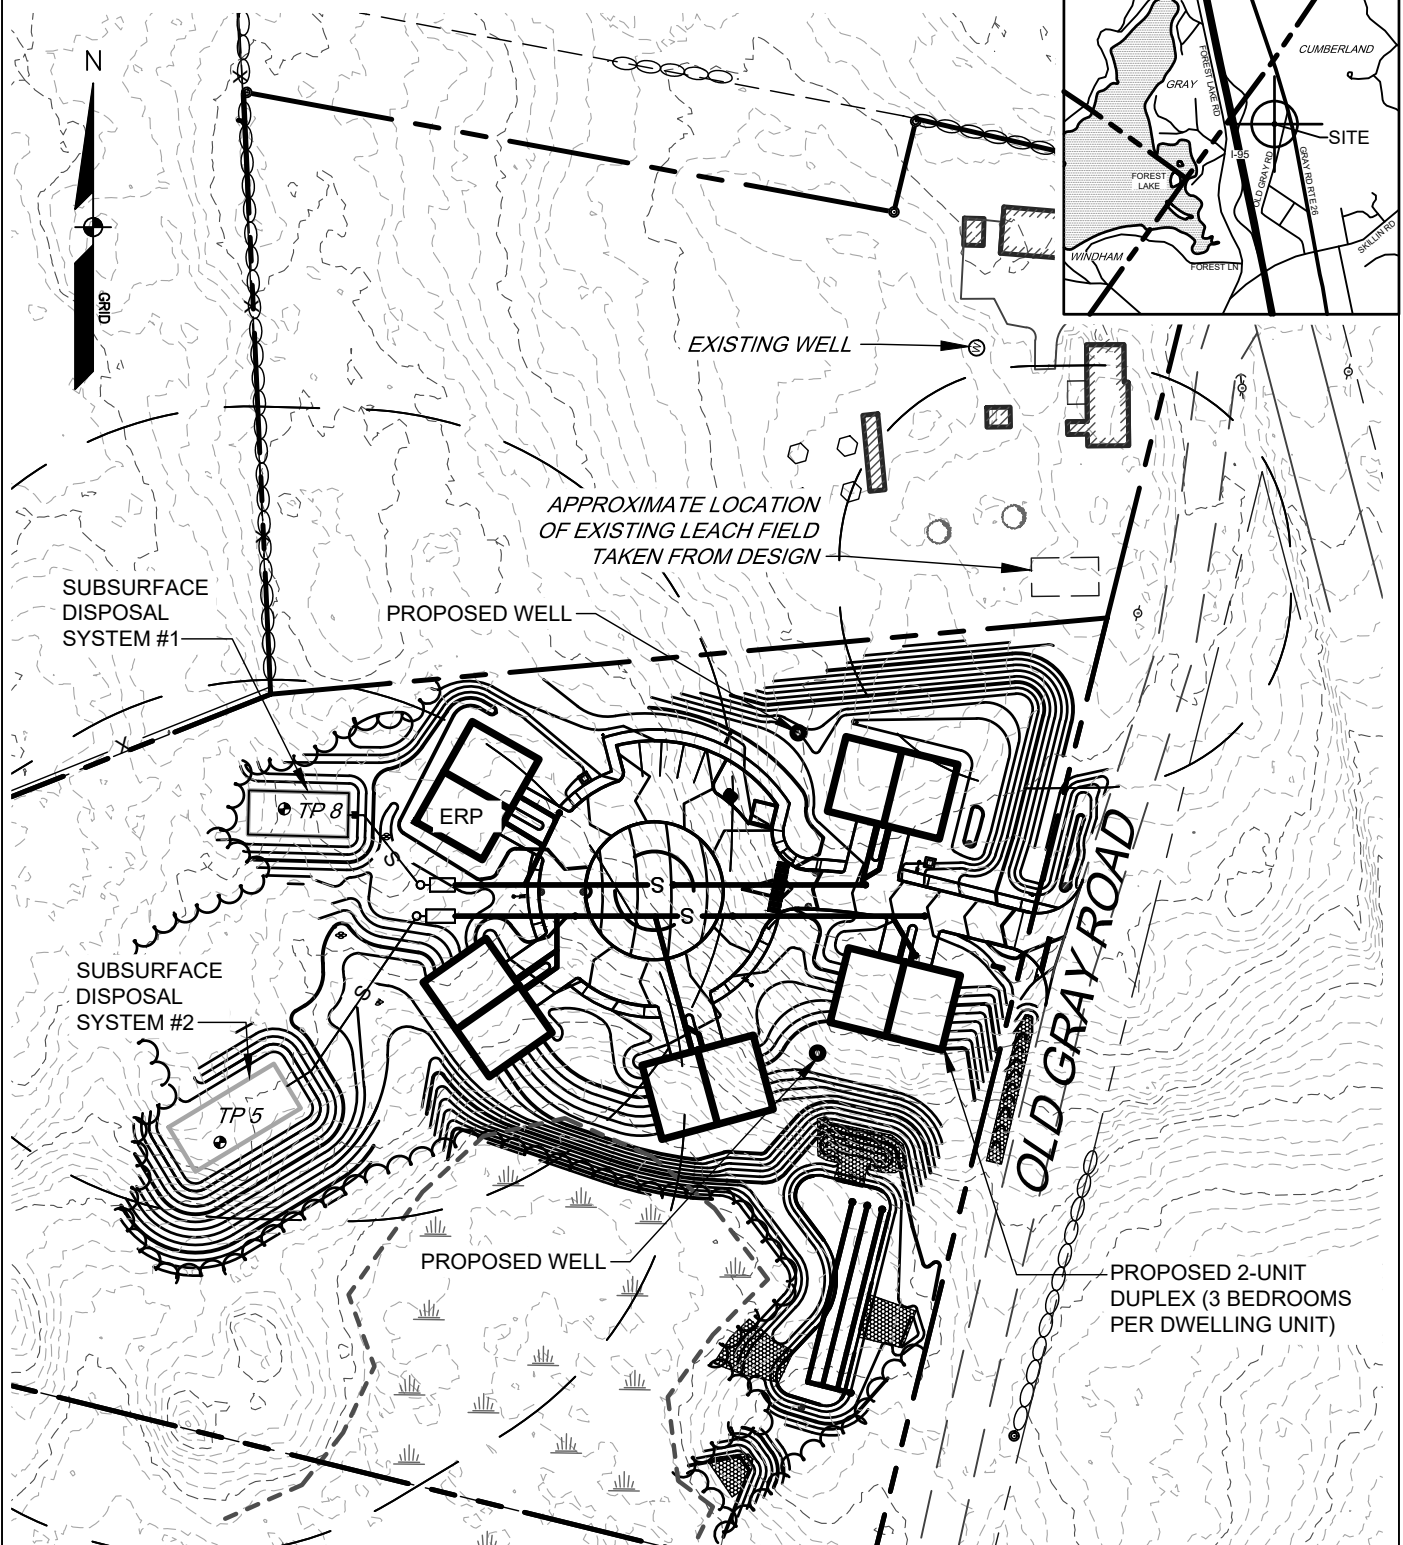 N
GRID
CUMBERLAND
GRAY
FOREST LAKE RD
SITE
I-95
FOREST
LAKE
OLD GRAY RD
GRAY RD RTE 26
SKILLIN RD
WINDHAM
FOREST LN
EXISTING WELL
W
APPROXIMATE LOCATION
OF EXISTING LEACH FIELD
TAKEN FROM DESIGN
SUBSURFACE
DISPOSAL
SYSTEM #1
PROPOSED WELL
X
TP 8
ERP
S
S
S
OLD GRAY ROAD
SUBSURFACE
DISPOSAL
SYSTEM #2
S
TP 5
PROPOSED WELL
PROPOSED 2-UNIT
DUPLEX (3 BEDROOMS
PER DWELLING UNIT)